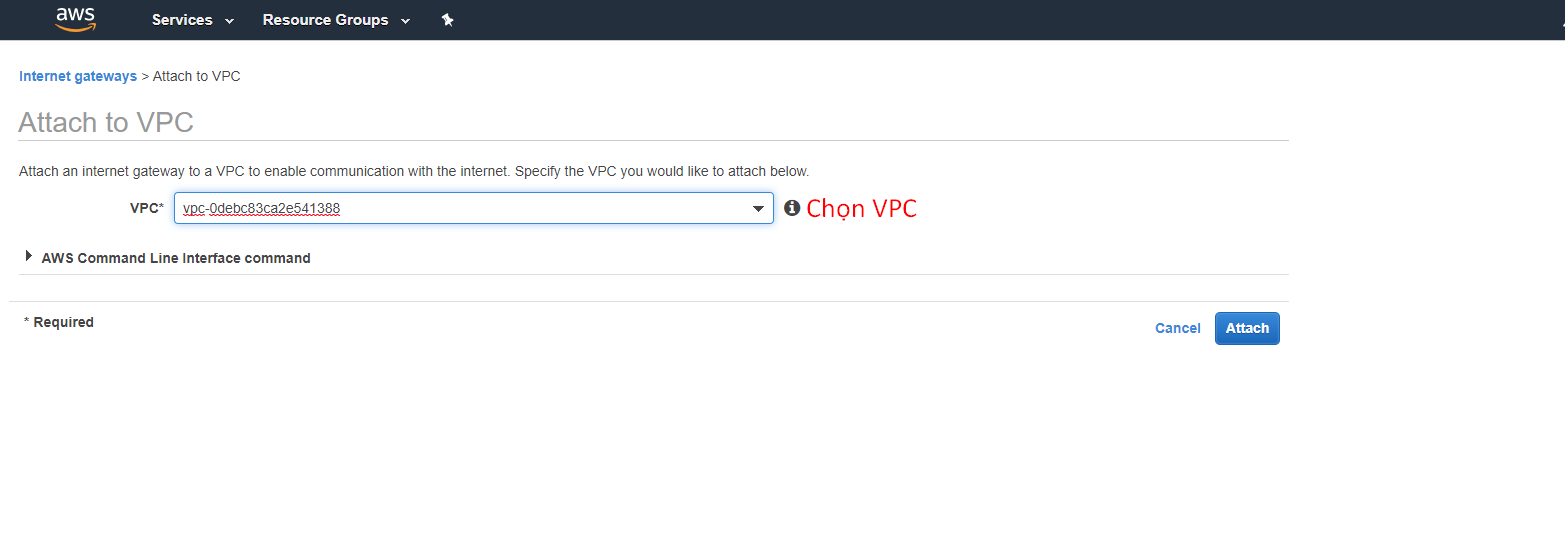 aws Services Resource Groups
Internet gateways > Attach to VPC
Attach to VPC
Attach an internet gateway to a VPC to enable communication with the internet. Specify the VPC you would like to attach below.
VPC* vpc-0debc83ca2e541388 Chọn VPC
AWS Command Line Interface command
* Required
Cancel Attach